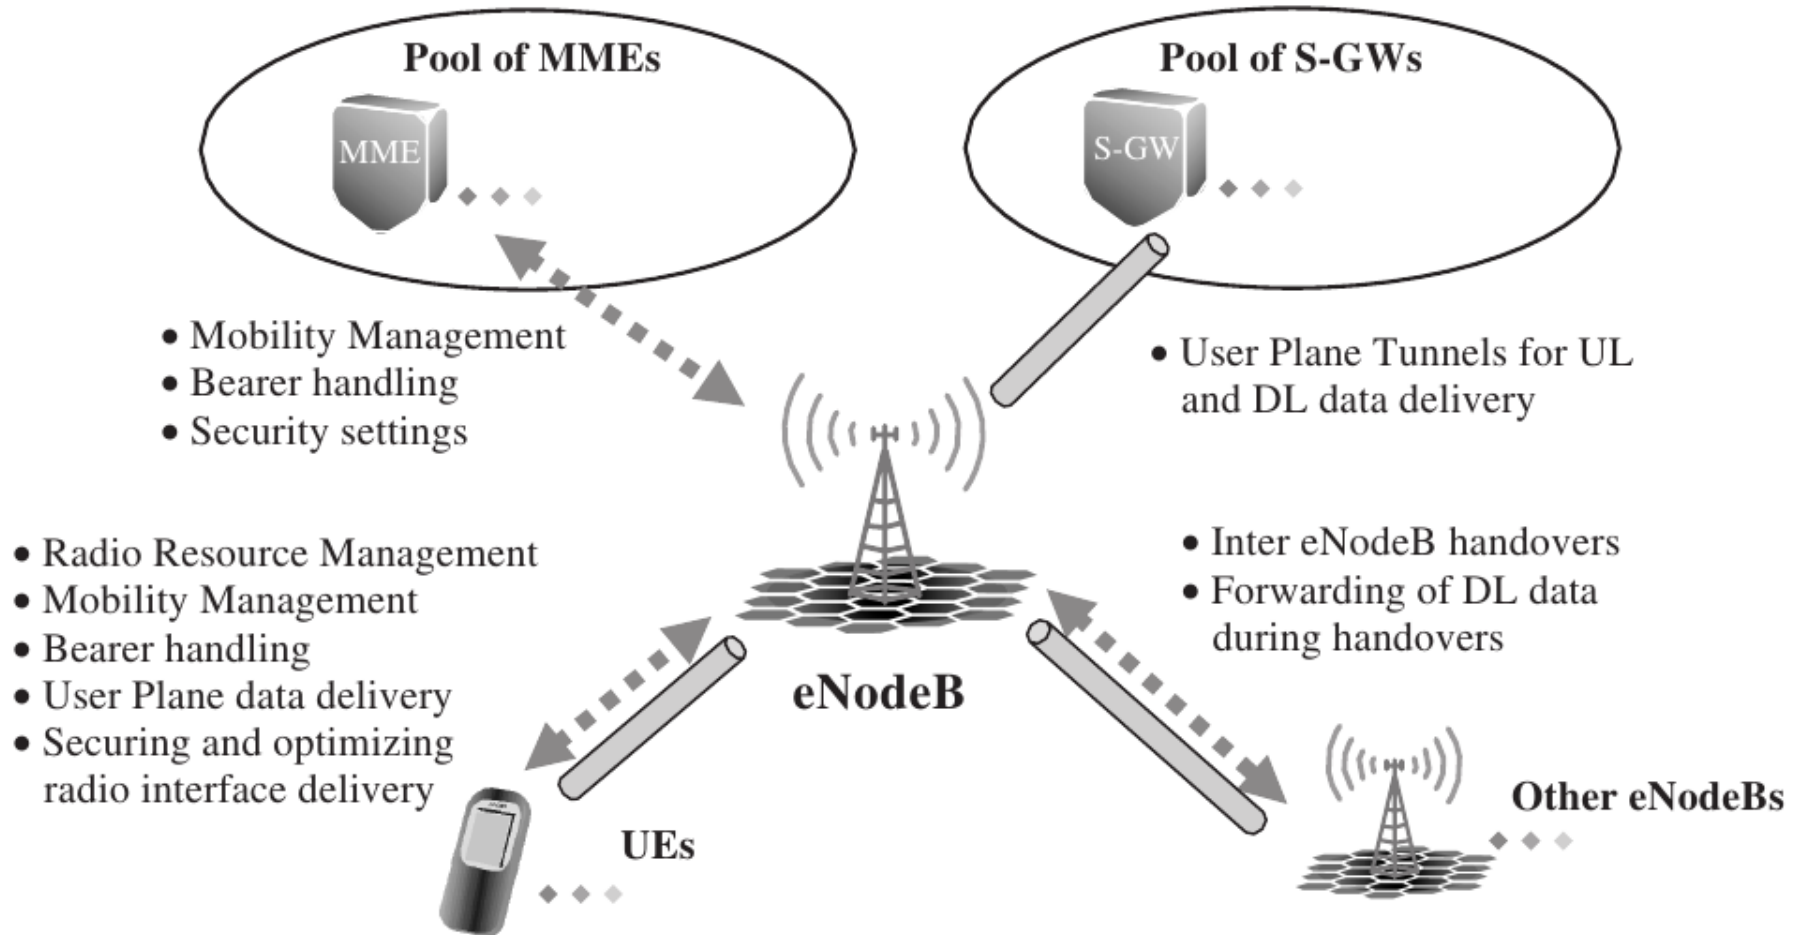 Pool of MMEs
MME
Pool of S-GWs
S-GW
• Mobility Management
• Bearer handling
• Security settings
• User Plane Tunnels for UL
and DL data delivery
• Radio Resource Management
• Mobility Management
• Bearer handling
• User Plane data delivery
• Securing and optimizing
radio interface delivery
• Inter eNodeB handovers
• Forwarding of DL data
during handovers
eNodeB
UEs
Other eNodeBs